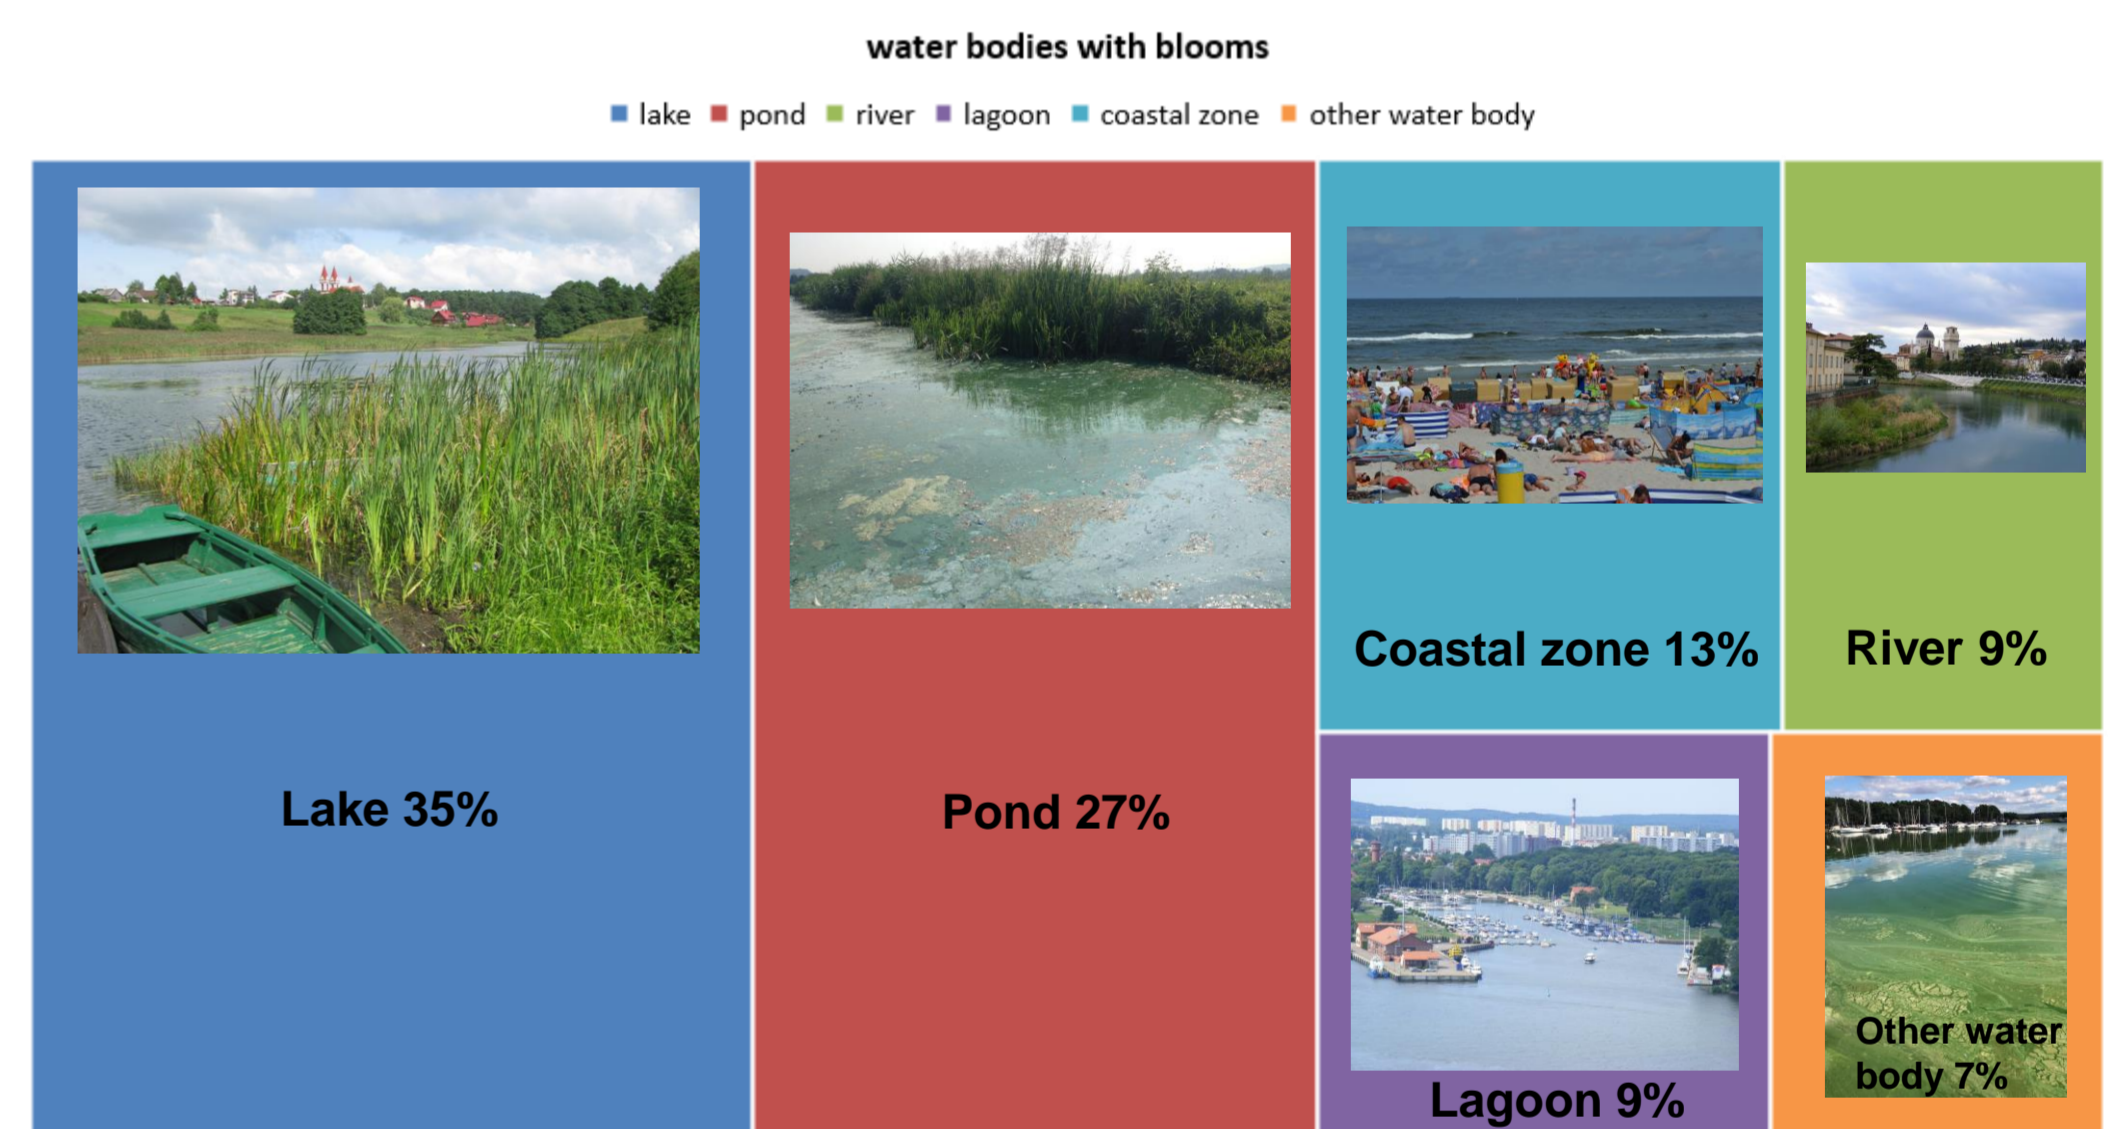 water bodies with blooms
lake pond river lagoon coastal zone other water body
Lake 35%
Pond 27%
Coastal zone 13%
River 9%
Lagoon 9%
Other water
body 7%